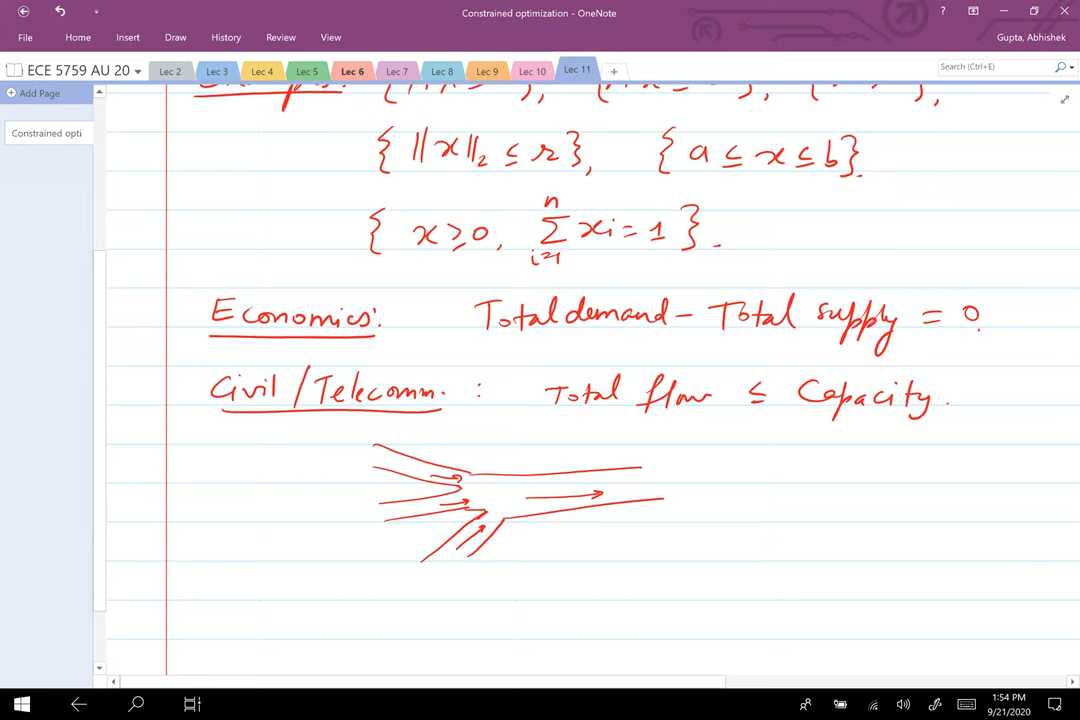 Constrained optimization - OneNote
File Home Insert Draw History Review View
Gupta, Abhishek
ECE 5759 AU 20
Lec 2 Lec 3 Lec 4 Lec 5 Lec 6 Lec 7 Lec 8 Lec 9 Lec 10 Lec 11
Search (Ctrl+E)
Add Page
Constrained opti
{ ||x||₂ ≤ r }, { a ≤ x ≤ b }.
{ x ≥ 0, ∑_{i=1}^{n} xi = 1 }.
Economics: Total demand - Total supply = 0.
Civil / Telecomm. : Total flow ≤ Capacity.
1:54 PM
9/21/2020